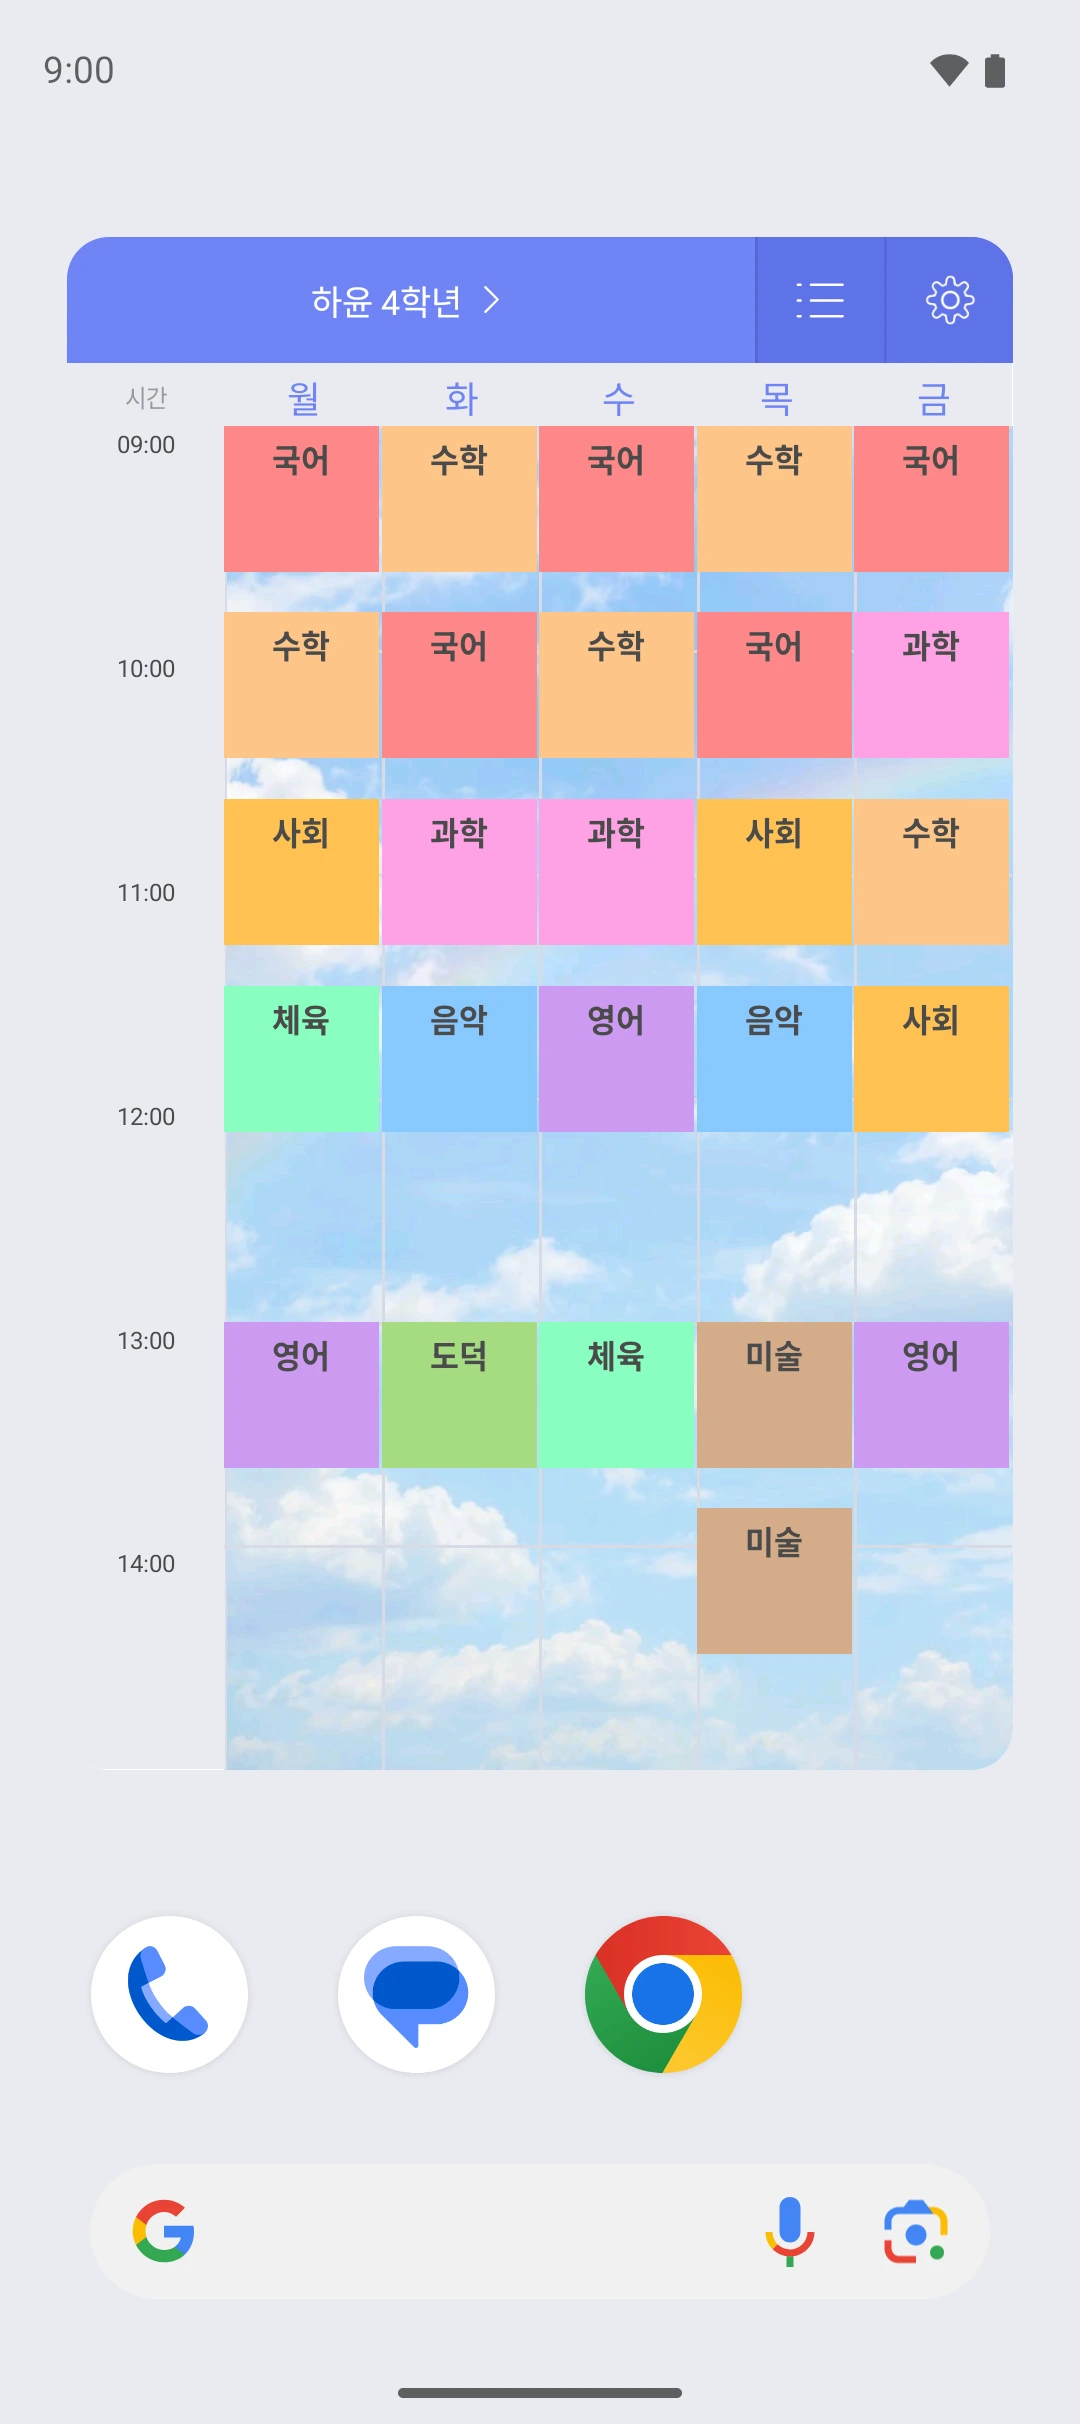 9:00
하윤 4학년
시간 월 화 수 목 금
09:00 국어 수학 국어 수학 국어
수학 국어 수학 국어 과학
10:00
사회 과학 과학 사회 수학
11:00
체육 음악 영어 음악 사회
12:00
13:00 영어 도덕 체육 미술 영어
미술
14:00